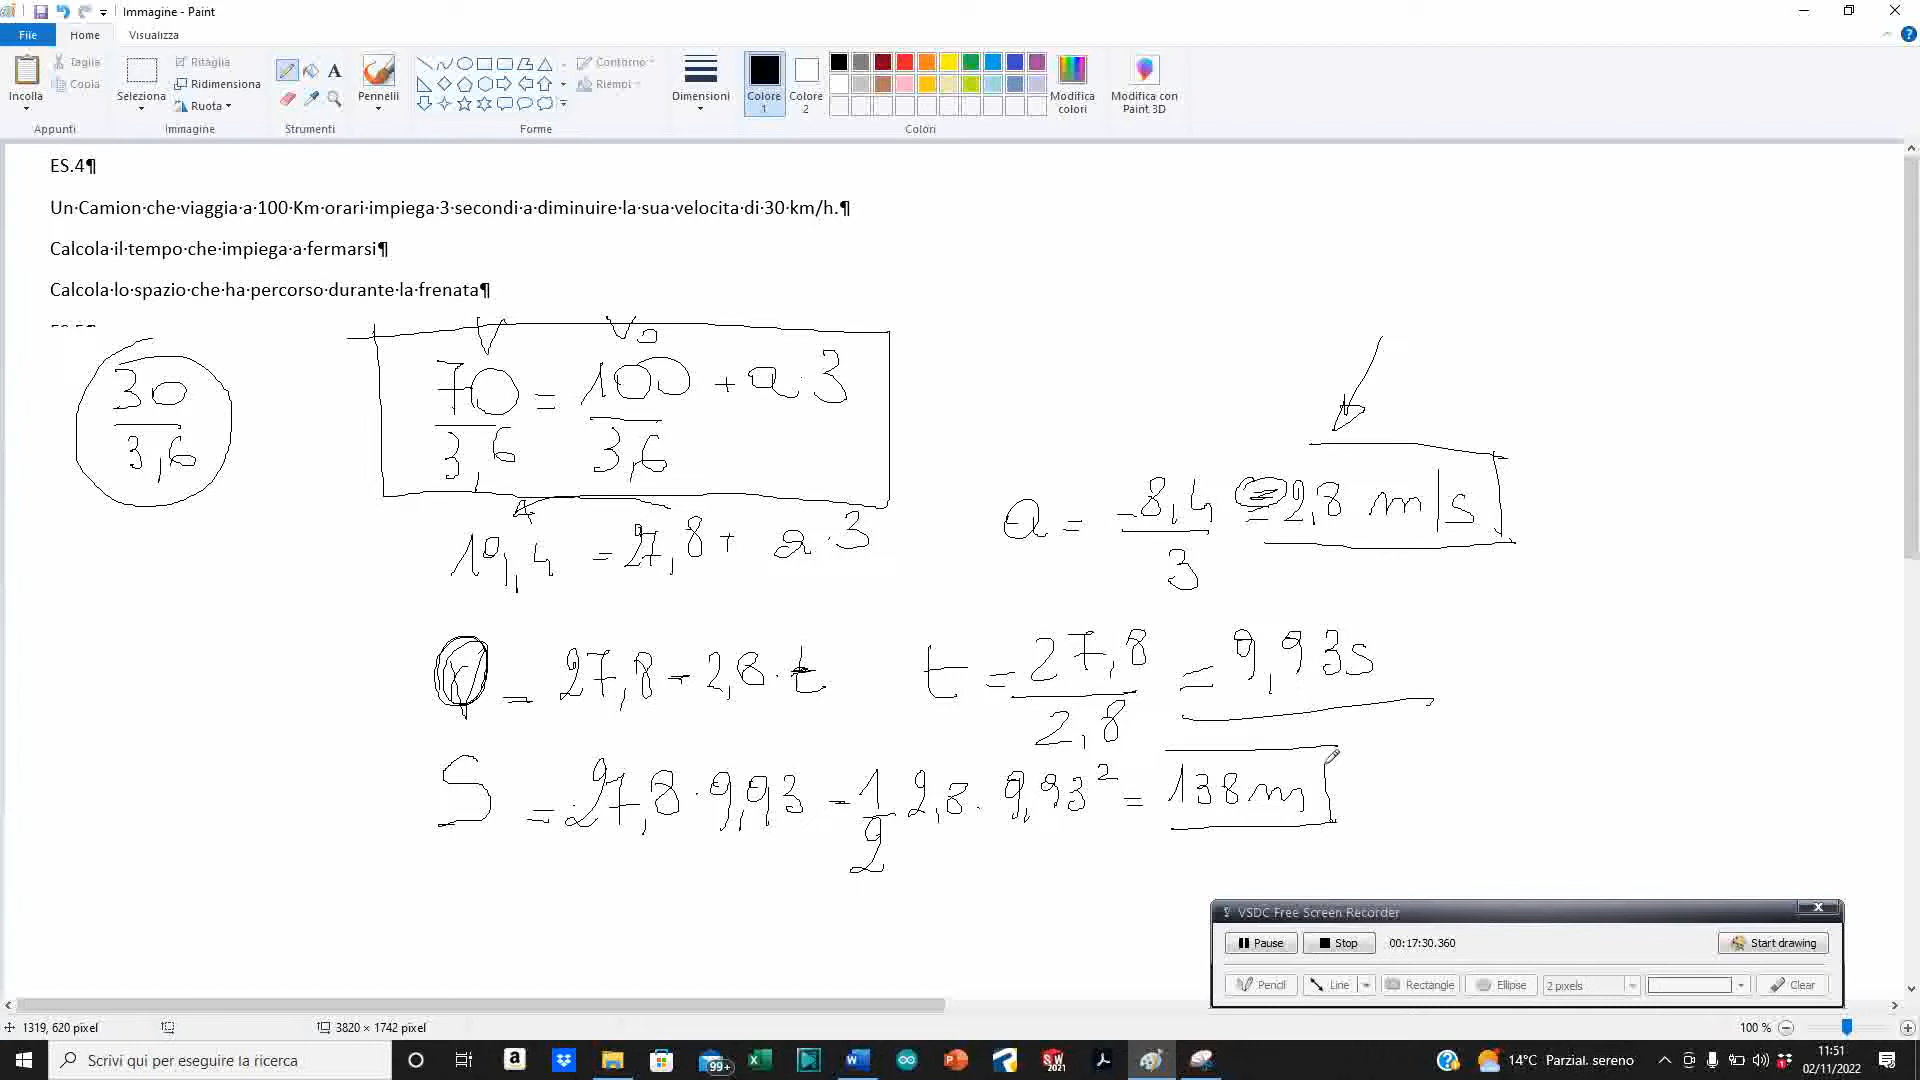 Immagine - Paint
File Home Visualizza
Incolla
Taglia
Copia
Appunti
Seleziona
Ritaglia
Ridimensiona
Ruota
Immagine
A
Strumenti
Pennelli
Contorno
Riempi
Forme
Dimensioni
Colore 1
Colore 2
Modifica colori
Colori
Modifica con Paint 3D
ES.4¶
Un·Camion·che·viaggia·a·100·Km·orari·impiega·3·secondi·a·diminuire·la·sua·velocita·di·30·km/h.¶
Calcola·il·tempo·che·impiega·a·fermarsi¶
Calcola·lo·spazio·che·ha·percorso·durante·la·frenata¶
30/3,6
V V0
70/3,6 = 100/3,6 + a·3
19,4 = 27,8 + a·3
a = -8,4/3 = -2,8 m/s
= 27,8 - 2,8·t
t = 27,8/2,8 = 9,93s
S = 27,8·9,93 - 1/2 2,8·9,93² = 138m
VSDC Free Screen Recorder
Pause Stop 00:17:30.360 Start drawing
Pencil Line Rectangle Ellipse 2 pixels Clear
1319, 620 pixel 3820 × 1742 pixel 100 %
Scrivi qui per eseguire la ricerca
99+
SW 2021
14°C Parzial. sereno
11:51
02/11/2022